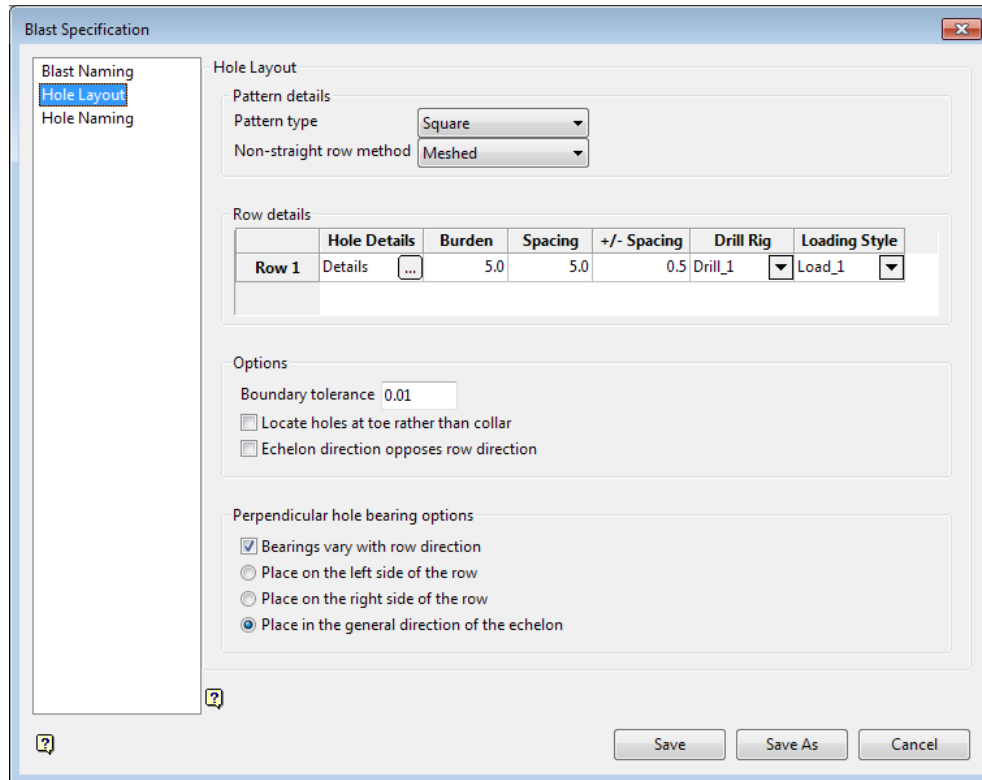 Blast Specification
Blast Naming
Hole Layout
Hole Naming
Hole Layout
Pattern details
Pattern type Square
Non-straight row method Meshed
Row details
Hole Details Burden Spacing +/- Spacing Drill Rig Loading Style
Row 1 Details ... 5.0 5.0 0.5 Drill_1 Load_1
Options
Boundary tolerance 0.01
Locate holes at toe rather than collar
Echelon direction opposes row direction
Perpendicular hole bearing options
Bearings vary with row direction
Place on the left side of the row
Place on the right side of the row
Place in the general direction of the echelon
?
? Save Save As Cancel